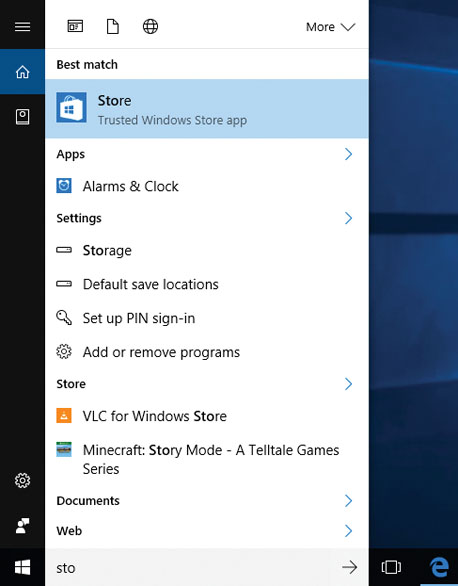 More
Best match
Store
Trusted Windows Store app
Apps
Alarms & Clock
Settings
Storage
Default save locations
Set up PIN sign-in
Add or remove programs
Store
VLC for Windows Store
Minecraft: Story Mode - A Telltale Games
Series
Documents
Web
sto